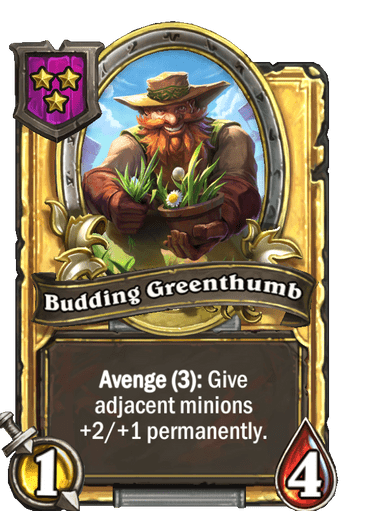 Budding Greenthumb
Avenge (3): Give
adjacent minions
+2/+1 permanently.
1
4